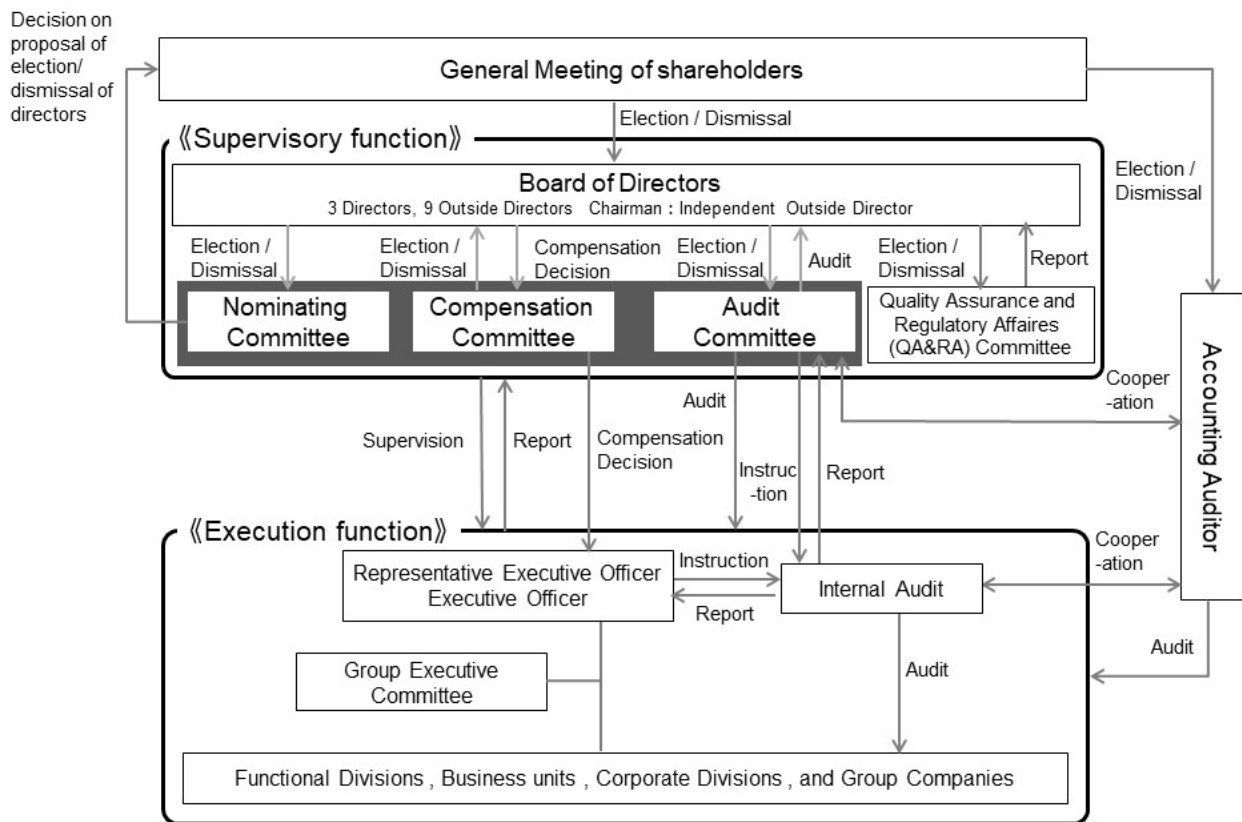 Decision on
proposal of
election/
dismissal of
directors
General Meeting of shareholders
Election / Dismissal
《Supervisory function》
Board of Directors
3 Directors, 9 Outside Directors Chairman : Independent Outside Director
Election /
Dismissal
Election /
Dismissal
Election /
Dismissal
Compensation
Decision
Election /
Dismissal
Audit
Election /
Dismissal
Report
Nominating
Committee
Compensation
Committee
Audit
Committee
Quality Assurance and
Regulatory Affaires
(QA&RA) Committee
Accounting Auditor
Cooper
-ation
Supervision
Report
Compensation
Decision
Audit
Instruc
-tion
Report
《Execution function》
Representative Executive Officer
Executive Officer
Instruction
Report
Internal Audit
Cooper
-ation
Audit
Group Executive
Committee
Audit
Functional Divisions , Business units , Corporate Divisions , and Group Companies